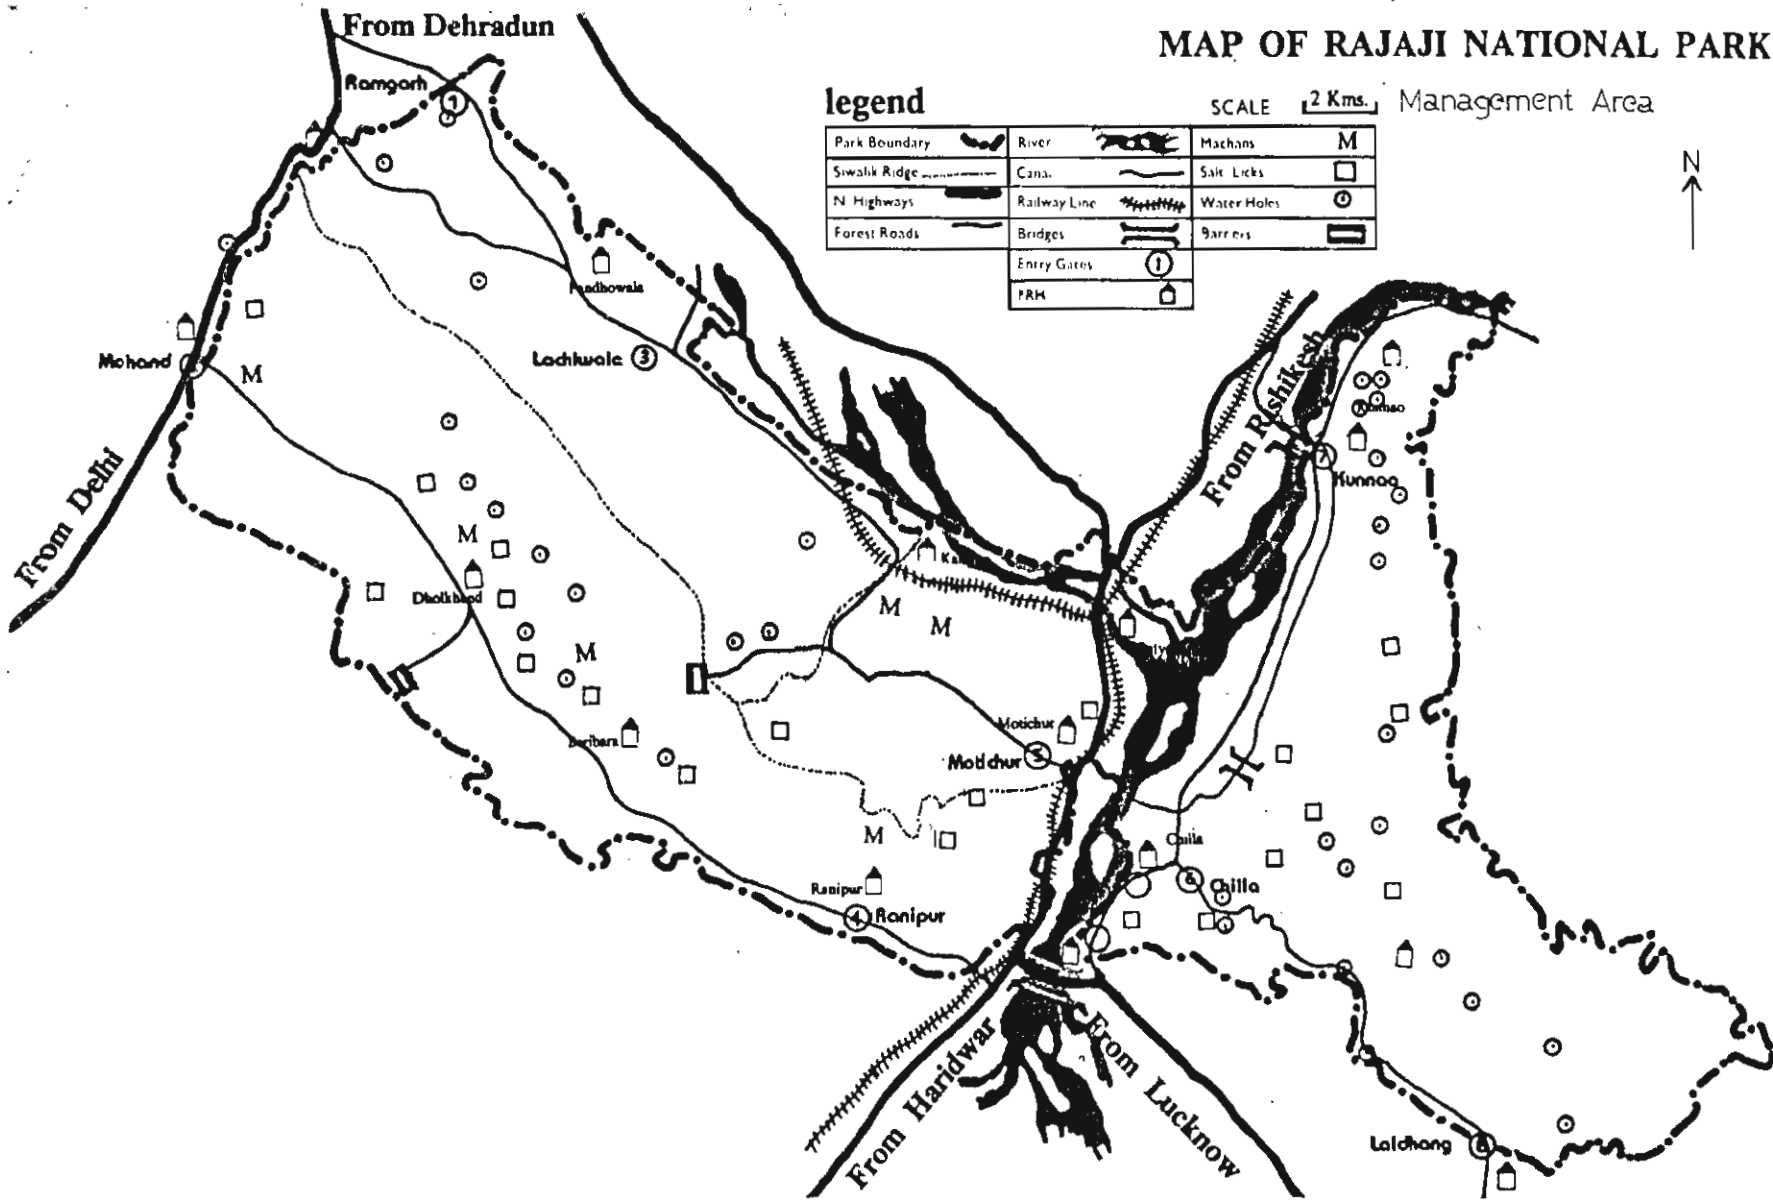 From Dehradun
MAP OF RAJAJI NATIONAL PARK
legend
SCALE 2 Kms. Management Area
Park Boundary River Machans M
Siwalik Ridge Canal Salt Licks
N Highways Railway Line Water Holes
Forest Roads Bridges Barriers
Entry Gates 1
FRH
N
Ramgarh
1
Lachiwala 3
Mohand
M
From Delhi
From Rishikesh
7
Kunnao
M
Dholkhand
M
M
M
Motichur
Motichur 5
M
Ranipur
4 Ranipur
Chilla
6 Chilla
From Haridwar
From Lucknow
Laldhang